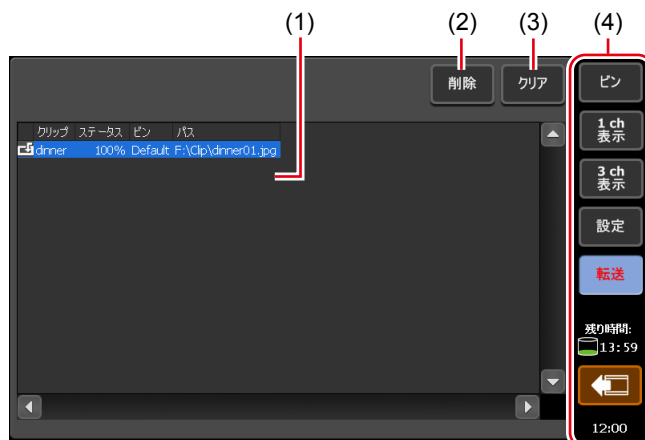 (1)
(2)
(3)
(4)
削除
クリア
ビン
1 ch
表示
3 ch
表示
設定
転送
残り時間:
13:59
12:00
クリップ ステータス ビン パス
dinner 100% Default F:\Clip\dinner01.jpg